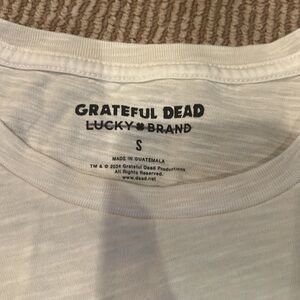 GRATEFUL DEAD
LUCKY BRAND
S
MADE IN GUATEMALA
TM & © 2024 Grateful Dead Productions
All Rights Reserved.
www.dead.net